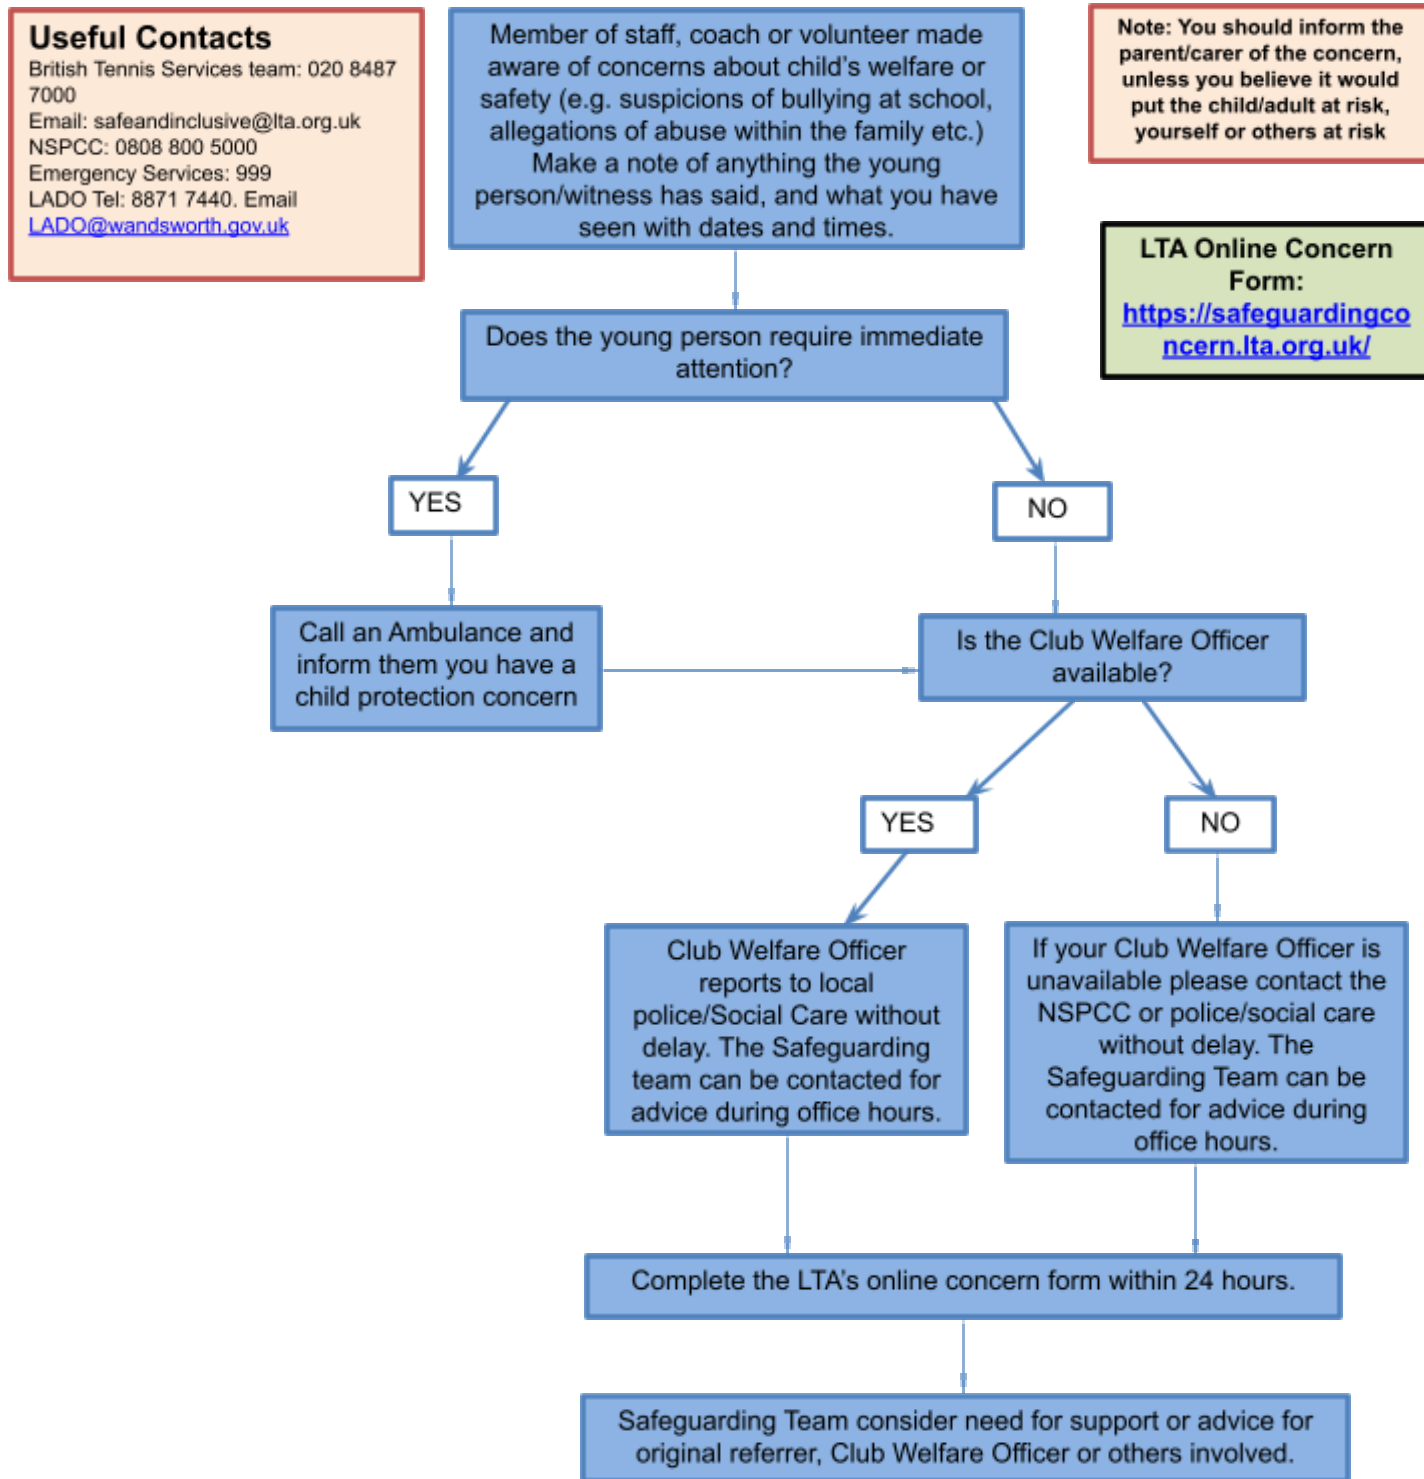 Useful Contacts
British Tennis Services team: 020 8487
7000
Email: safeandinclusive@lta.org.uk
NSPCC: 0808 800 5000
Emergency Services: 999
LADO Tel: 8871 7440. Email
LADO@wandsworth.gov.uk
Member of staff, coach or volunteer made
aware of concerns about child’s welfare or
safety (e.g. suspicions of bullying at school,
allegations of abuse within the family etc.)
Make a note of anything the young
person/witness has said, and what you have
seen with dates and times.
Note: You should inform the
parent/carer of the concern,
unless you believe it would
put the child/adult at risk,
yourself or others at risk
LTA Online Concern
Form:
https://safeguardingco
ncern.lta.org.uk/
Does the young person require immediate
attention?
YES
NO
Call an Ambulance and
inform them you have a
child protection concern
Is the Club Welfare Officer
available?
YES
NO
Club Welfare Officer
reports to local
police/Social Care without
delay. The Safeguarding
team can be contacted for
advice during office hours.
If your Club Welfare Officer is
unavailable please contact the
NSPCC or police/social care
without delay. The
Safeguarding Team can be
contacted for advice during
office hours.
Complete the LTA’s online concern form within 24 hours.
Safeguarding Team consider need for support or advice for
original referrer, Club Welfare Officer or others involved.